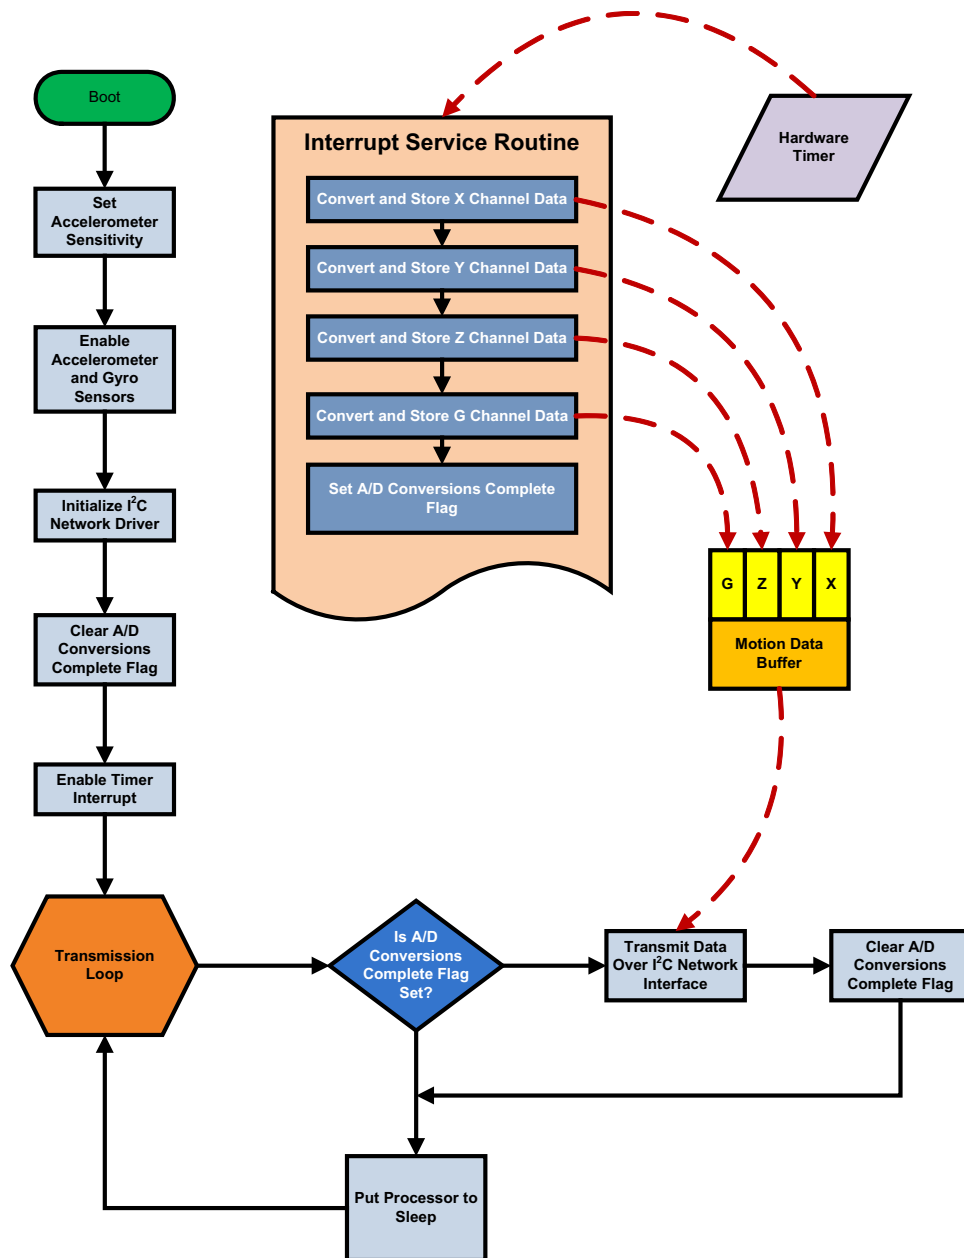 Boot
Set
Accelerometer
Sensitivity
Enable
Accelerometer
and Gyro
Sensors
Initialize I²C
Network Driver
Clear A/D
Conversions
Complete Flag
Enable Timer
Interrupt
Transmission
Loop
Interrupt Service Routine
Convert and Store X Channel Data
Convert and Store Y Channel Data
Convert and Store Z Channel Data
Convert and Store G Channel Data
Set A/D Conversions Complete
Flag
Hardware
Timer
G Z Y X
Motion Data
Buffer
Is A/D
Conversions
Complete Flag
Set?
Transmit Data
Over I²C Network
Interface
Clear A/D
Conversions
Complete Flag
Put Processor to
Sleep